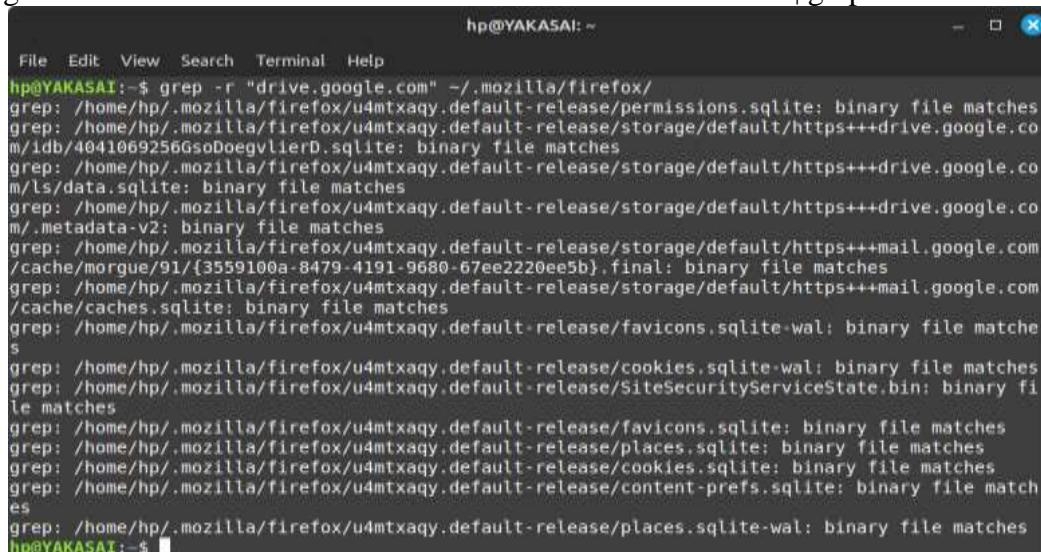 hp@YAKASAI: ~
File Edit View Search Terminal Help
hp@YAKASAI:~$ grep -r "drive.google.com" ~/.mozilla/firefox/
grep: /home/hp/.mozilla/firefox/u4mtxaqy.default-release/permissions.sqlite: binary file matches
grep: /home/hp/.mozilla/firefox/u4mtxaqy.default-release/storage/default/https+++drive.google.co
m/idb/4041069256GsoDoegvlierD.sqlite: binary file matches
grep: /home/hp/.mozilla/firefox/u4mtxaqy.default-release/storage/default/https+++drive.google.co
m/ls/data.sqlite: binary file matches
grep: /home/hp/.mozilla/firefox/u4mtxaqy.default-release/storage/default/https+++drive.google.co
m/.metadata-v2: binary file matches
grep: /home/hp/.mozilla/firefox/u4mtxaqy.default-release/storage/default/https+++mail.google.com
/cache/morgue/91/{3559100a-8479-4191-9680-67ee2220ee5b}.final: binary file matches
grep: /home/hp/.mozilla/firefox/u4mtxaqy.default-release/storage/default/https+++mail.google.com
/cache/caches.sqlite: binary file matches
grep: /home/hp/.mozilla/firefox/u4mtxaqy.default-release/favicons.sqlite-wal: binary file matche
s
grep: /home/hp/.mozilla/firefox/u4mtxaqy.default-release/cookies.sqlite-wal: binary file matches
grep: /home/hp/.mozilla/firefox/u4mtxaqy.default-release/SiteSecurityServiceState.bin: binary fi
le matches
grep: /home/hp/.mozilla/firefox/u4mtxaqy.default-release/favicons.sqlite: binary file matches
grep: /home/hp/.mozilla/firefox/u4mtxaqy.default-release/places.sqlite: binary file matches
grep: /home/hp/.mozilla/firefox/u4mtxaqy.default-release/cookies.sqlite: binary file matches
grep: /home/hp/.mozilla/firefox/u4mtxaqy.default-release/content-prefs.sqlite: binary file match
es
grep: /home/hp/.mozilla/firefox/u4mtxaqy.default-release/places.sqlite-wal: binary file matches
hp@YAKASAI:~$